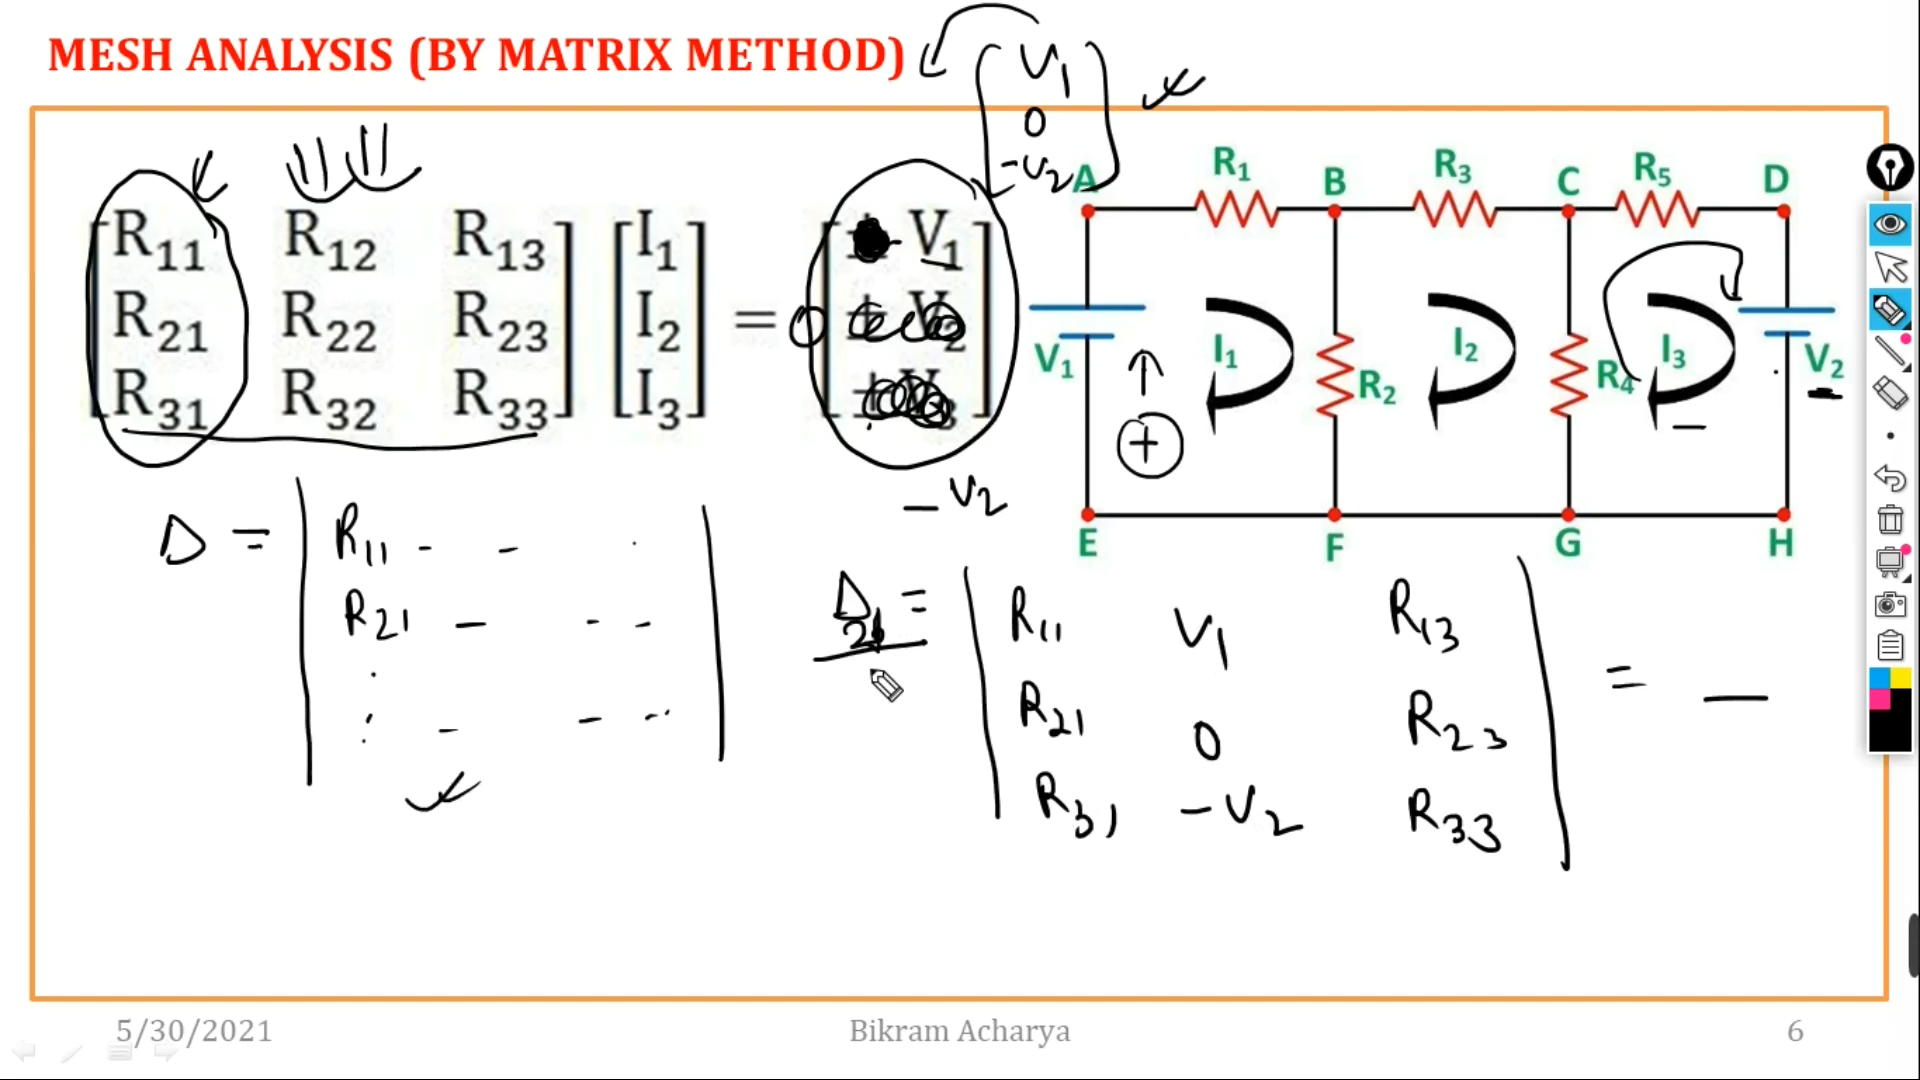 MESH ANALYSIS (BY MATRIX METHOD)
V1
0
-V2
R11 R12 R13 I1 = V1
R21 R22 R23 I2 0
R31 R32 R33 I3
- V2
A R1 B R3 C R5 D
V1 + I1 R2 I2 R4 I3 - V2
E F G H
Δ = R11 - -
R21 - - -
- - -
Δ2 = R11 V1 R13
R21 0 R23 = —
R31 -V2 R33
5/30/2021 Bikram Acharya 6